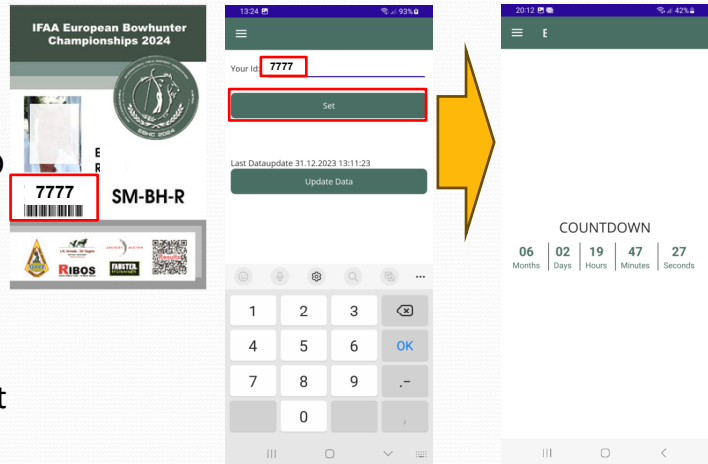 IFAA European Bowhunter
Championships 2024
EBHC 2024
E
R
7777
SM-BH-R
RIBOS
Results
t
13:24
93%
Your Id: 7777
Set
Last Dataupdate 31.12.2023 13:11:23
Update Data
1 2 3
4 5 6 OK
7 8 9 .-
0 ,
20:12
42%
E
COUNTDOWN
06 02 19 47 27
Months Days Hours Minutes Seconds